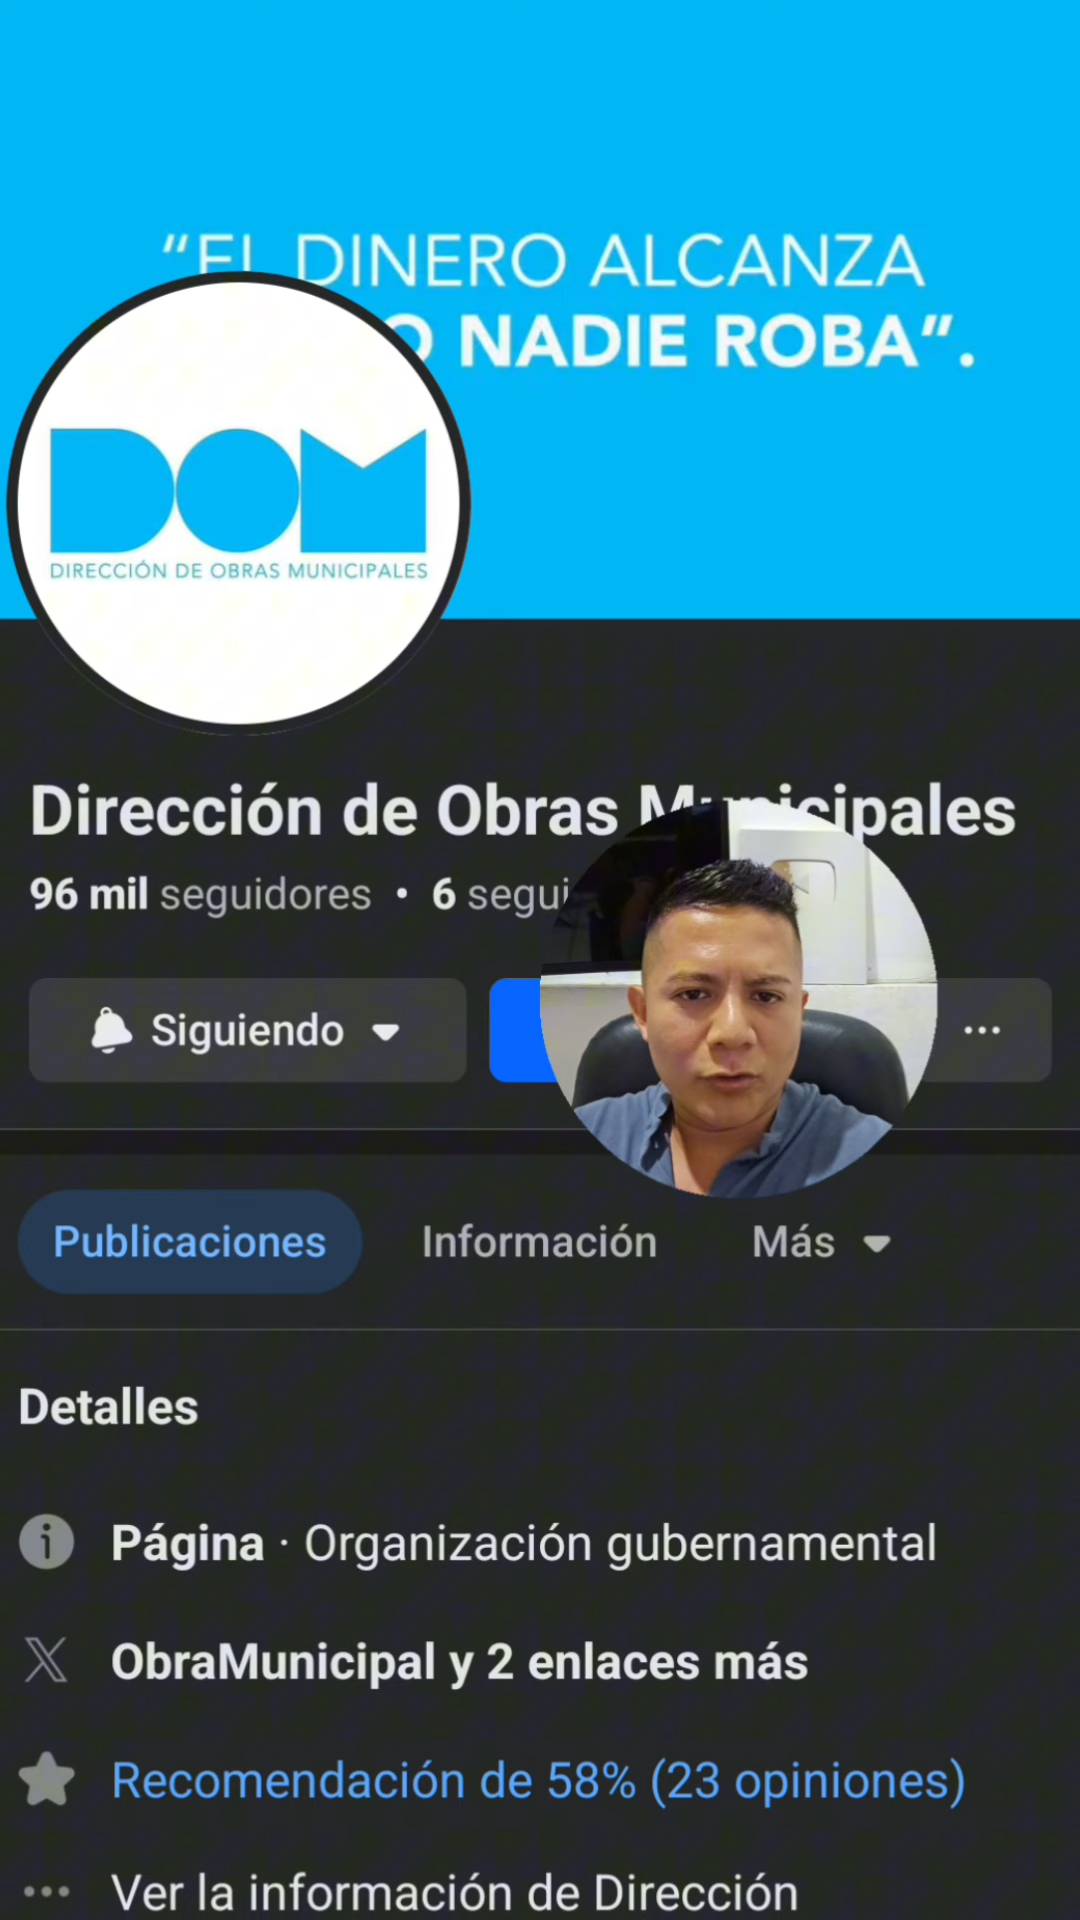 “EL DINERO ALCANZA
NADIE ROBA”.
DOM
DIRECCIÓN DE OBRAS MUNICIPALES
Dirección de Obras Municipales
96 mil seguidores • 6
Siguiendo
Publicaciones Información Más
Detalles
Página · Organización gubernamental
ObraMunicipal y 2 enlaces más
Recomendación de 58% (23 opiniones)
Ver la información de Dirección